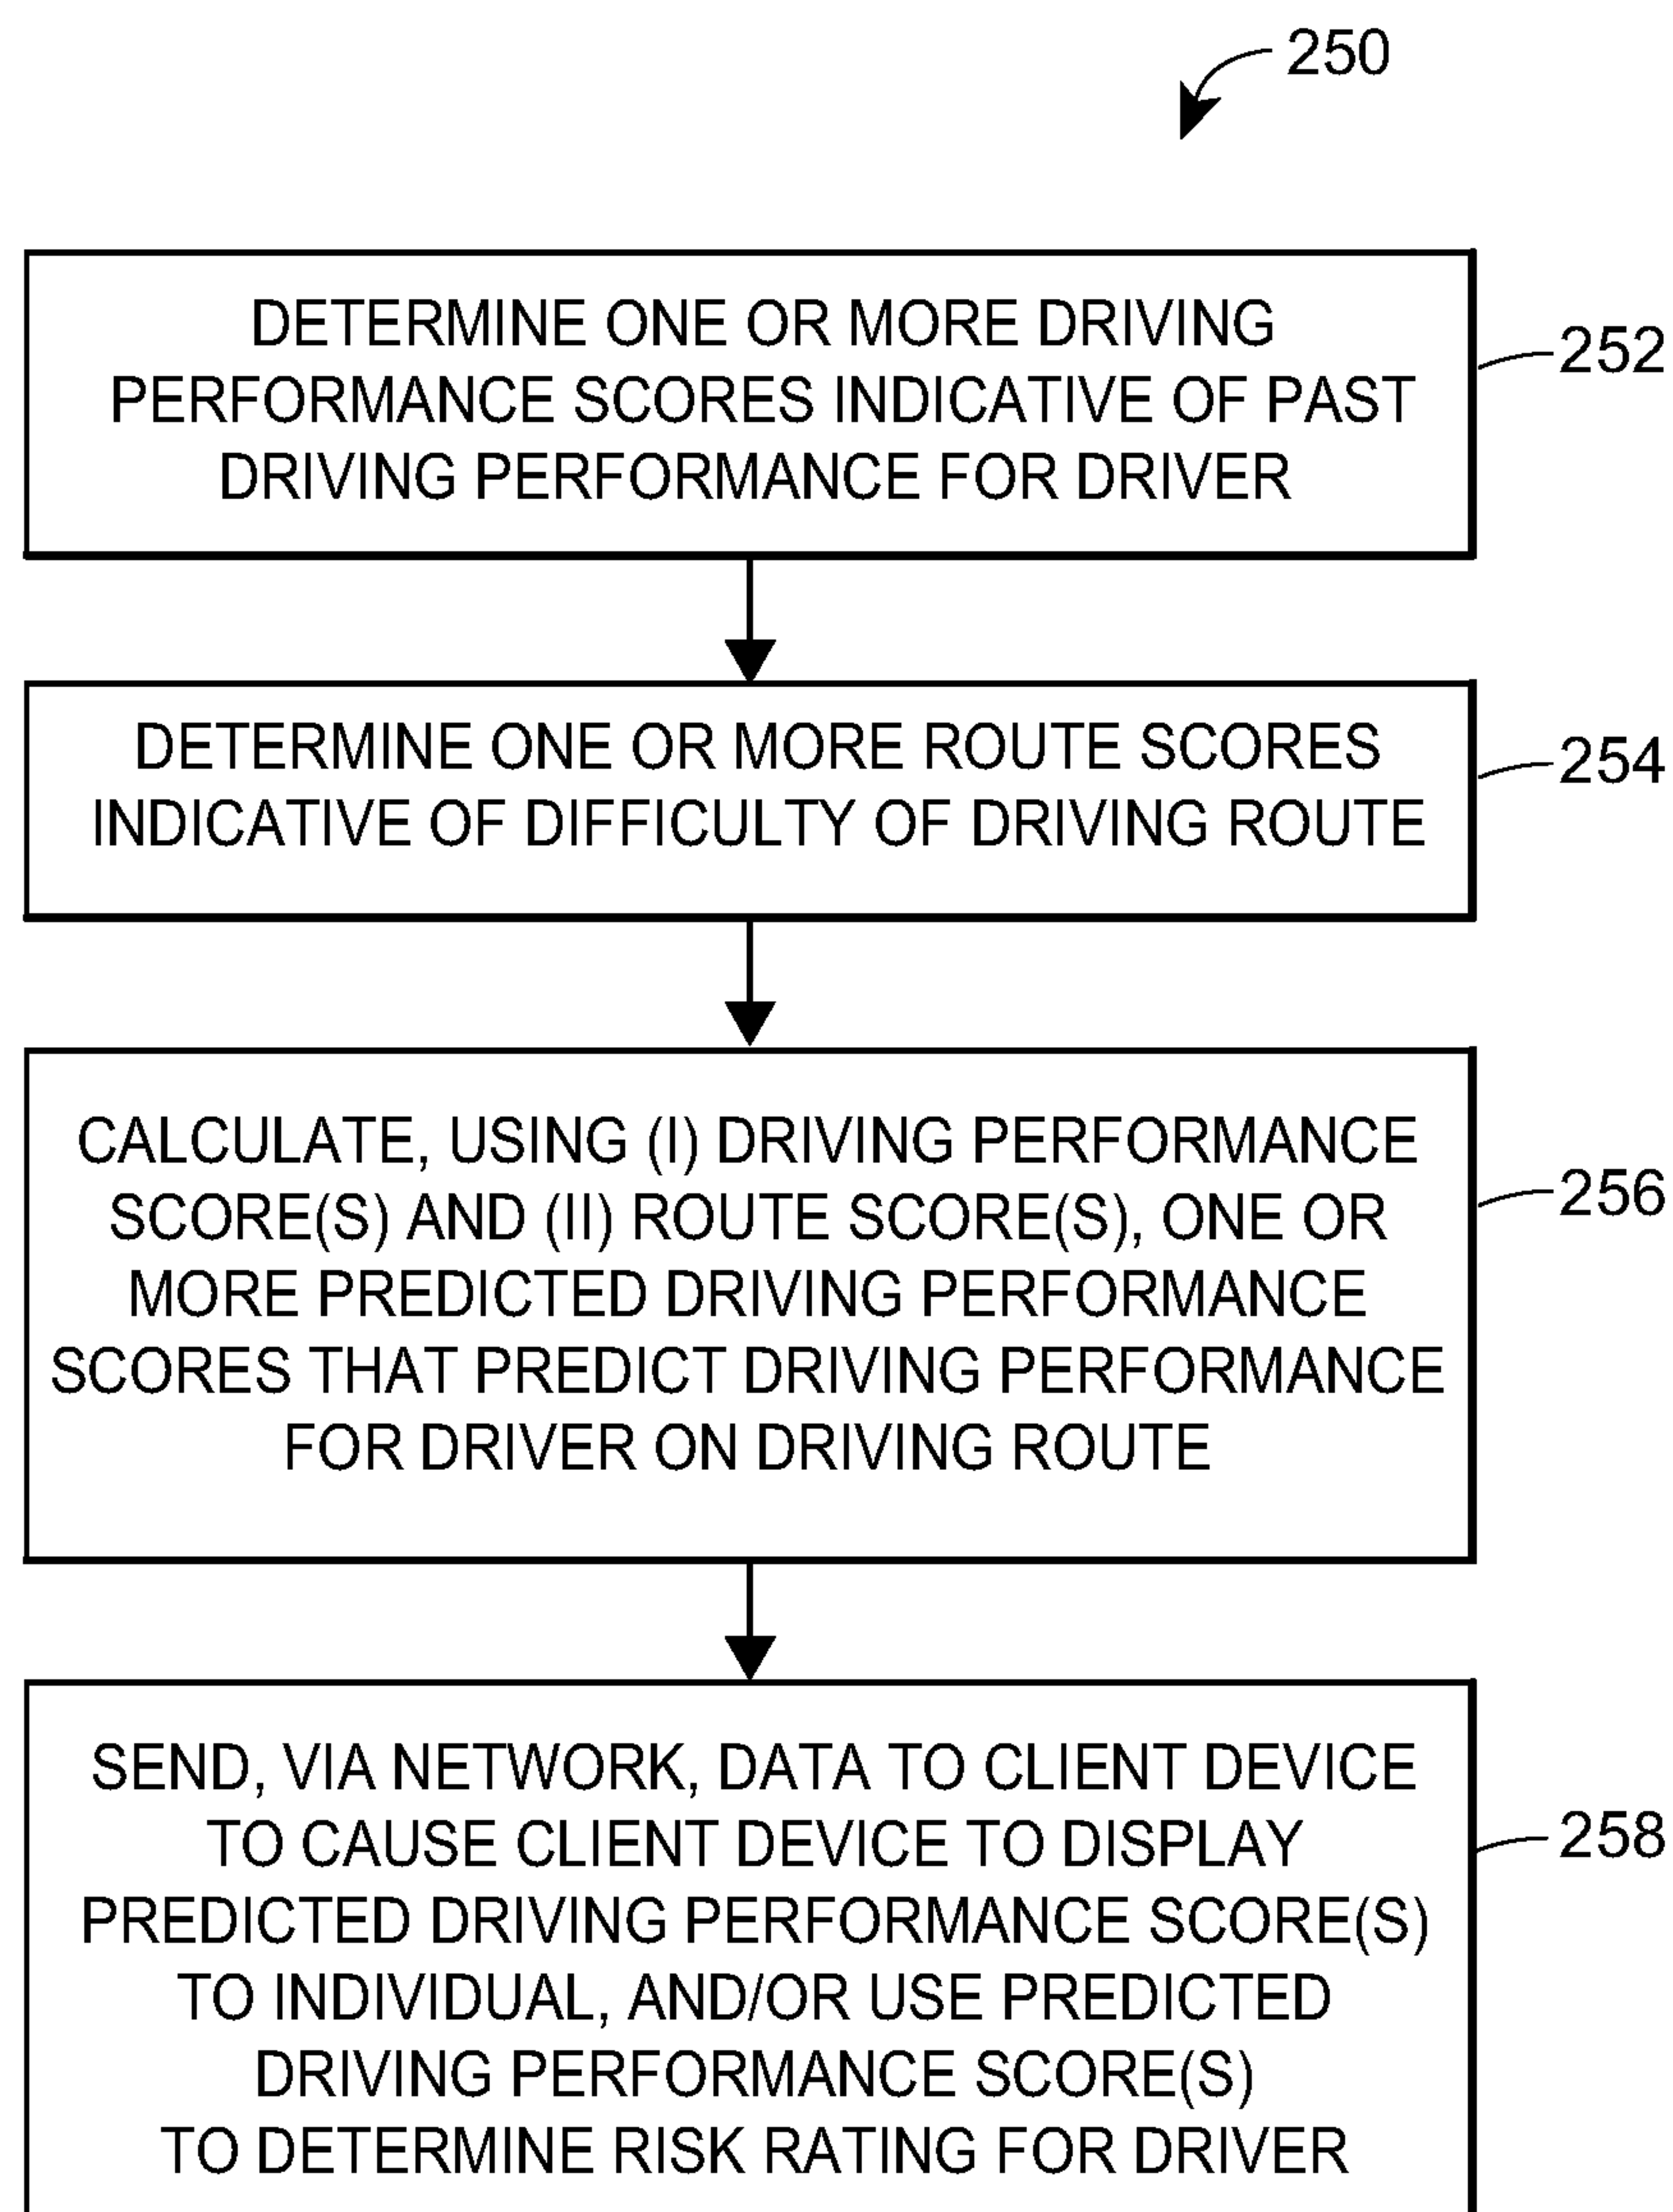 250
DETERMINE ONE OR MORE DRIVING
PERFORMANCE SCORES INDICATIVE OF PAST
DRIVING PERFORMANCE FOR DRIVER
252
DETERMINE ONE OR MORE ROUTE SCORES
INDICATIVE OF DIFFICULTY OF DRIVING ROUTE
254
CALCULATE, USING (I) DRIVING PERFORMANCE
SCORE(S) AND (II) ROUTE SCORE(S), ONE OR
MORE PREDICTED DRIVING PERFORMANCE
SCORES THAT PREDICT DRIVING PERFORMANCE
FOR DRIVER ON DRIVING ROUTE
256
SEND, VIA NETWORK, DATA TO CLIENT DEVICE
TO CAUSE CLIENT DEVICE TO DISPLAY
PREDICTED DRIVING PERFORMANCE SCORE(S)
TO INDIVIDUAL, AND/OR USE PREDICTED
DRIVING PERFORMANCE SCORE(S)
TO DETERMINE RISK RATING FOR DRIVER
258